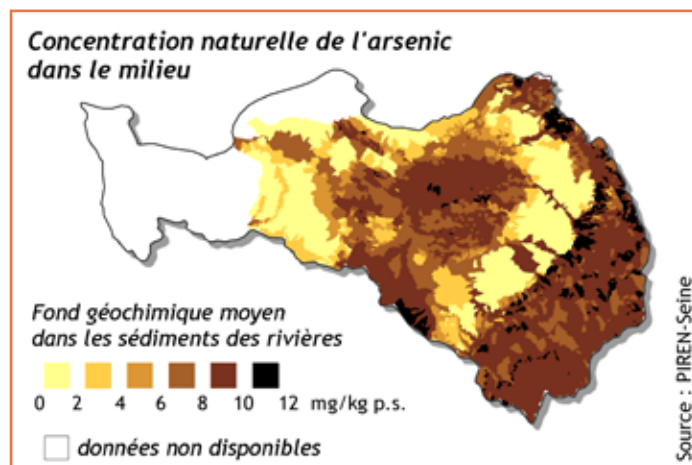 Concentration naturelle de l'arsenic
dans le milieu
Fond géochimique moyen
dans les sédiments des rivières
0 2 4 6 8 10 12 mg/kg p.s.
données non disponibles
Source : PIREN-Seine